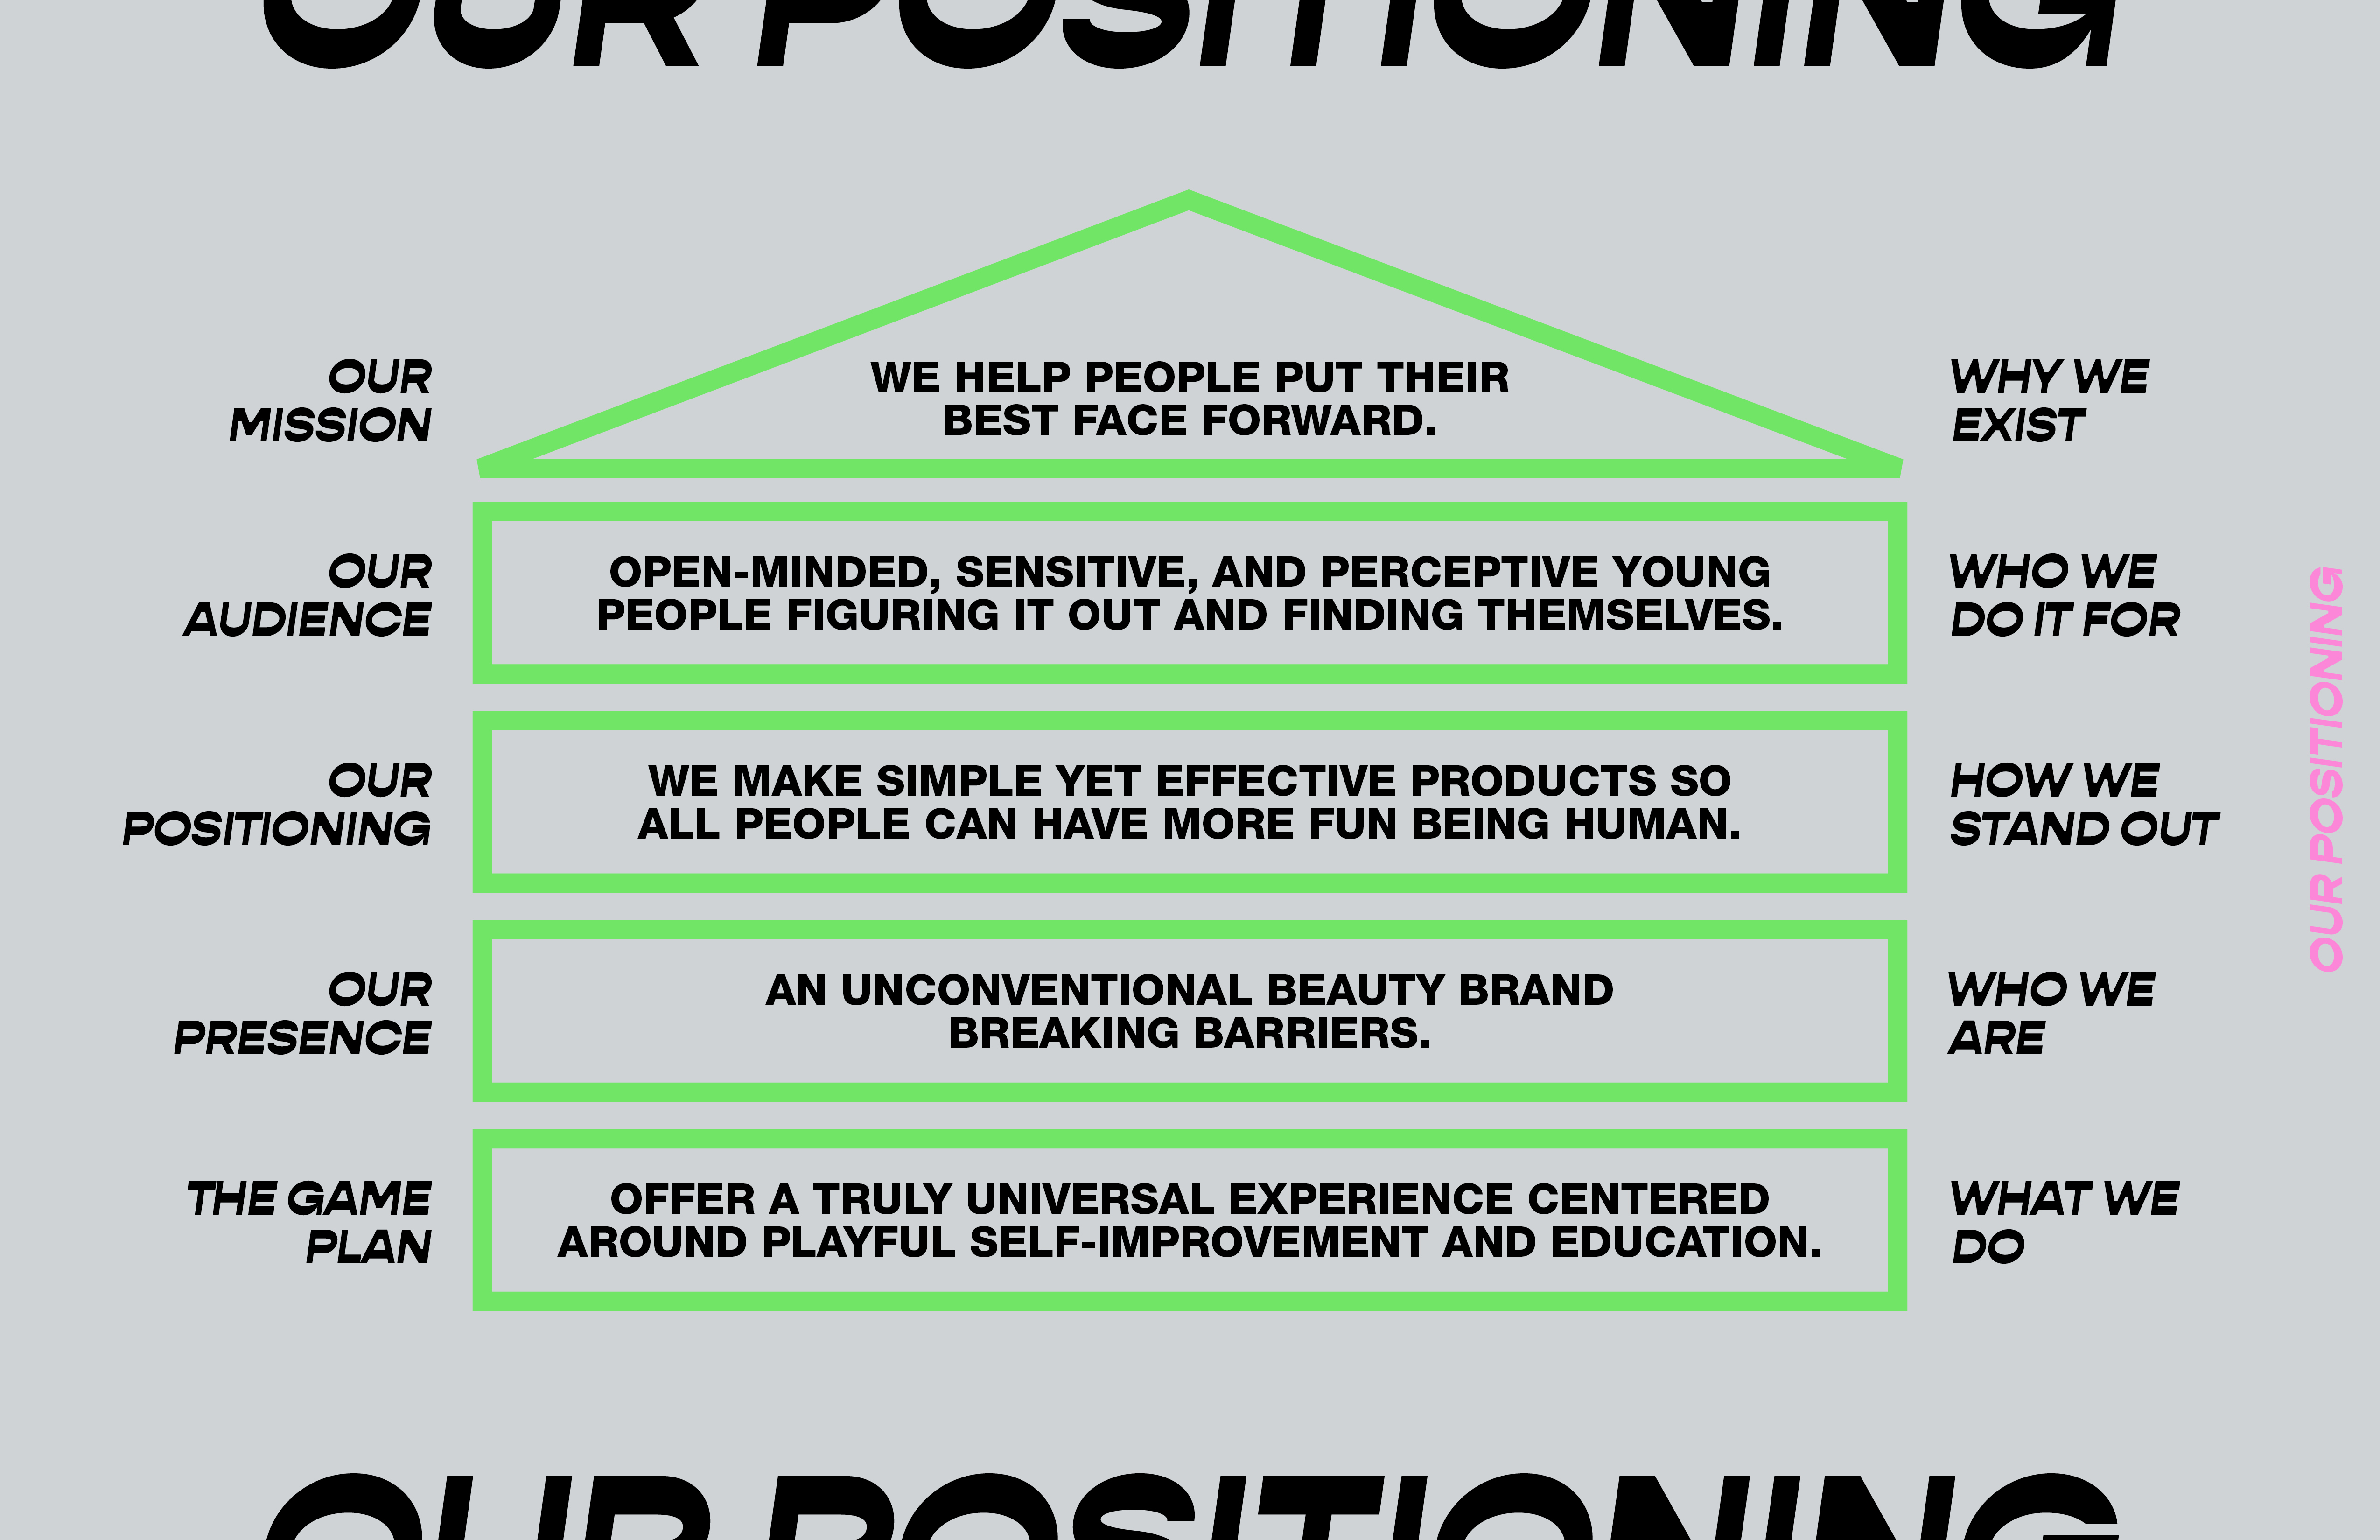 OUR POSITIONING
OUR
MISSION
WE HELP PEOPLE PUT THEIR
BEST FACE FORWARD.
WHY WE
EXIST
OUR
AUDIENCE
OPEN-MINDED, SENSITIVE, AND PERCEPTIVE YOUNG
PEOPLE FIGURING IT OUT AND FINDING THEMSELVES.
WHO WE
DO IT FOR
OUR
POSITIONING
WE MAKE SIMPLE YET EFFECTIVE PRODUCTS SO
ALL PEOPLE CAN HAVE MORE FUN BEING HUMAN.
HOW WE
STAND OUT
OUR
PRESENCE
AN UNCONVENTIONAL BEAUTY BRAND
BREAKING BARRIERS.
WHO WE
ARE
THE GAME
PLAN
OFFER A TRULY UNIVERSAL EXPERIENCE CENTERED
AROUND PLAYFUL SELF-IMPROVEMENT AND EDUCATION.
WHAT WE
DO
OUR POSITIONING
OUR POSITIONING